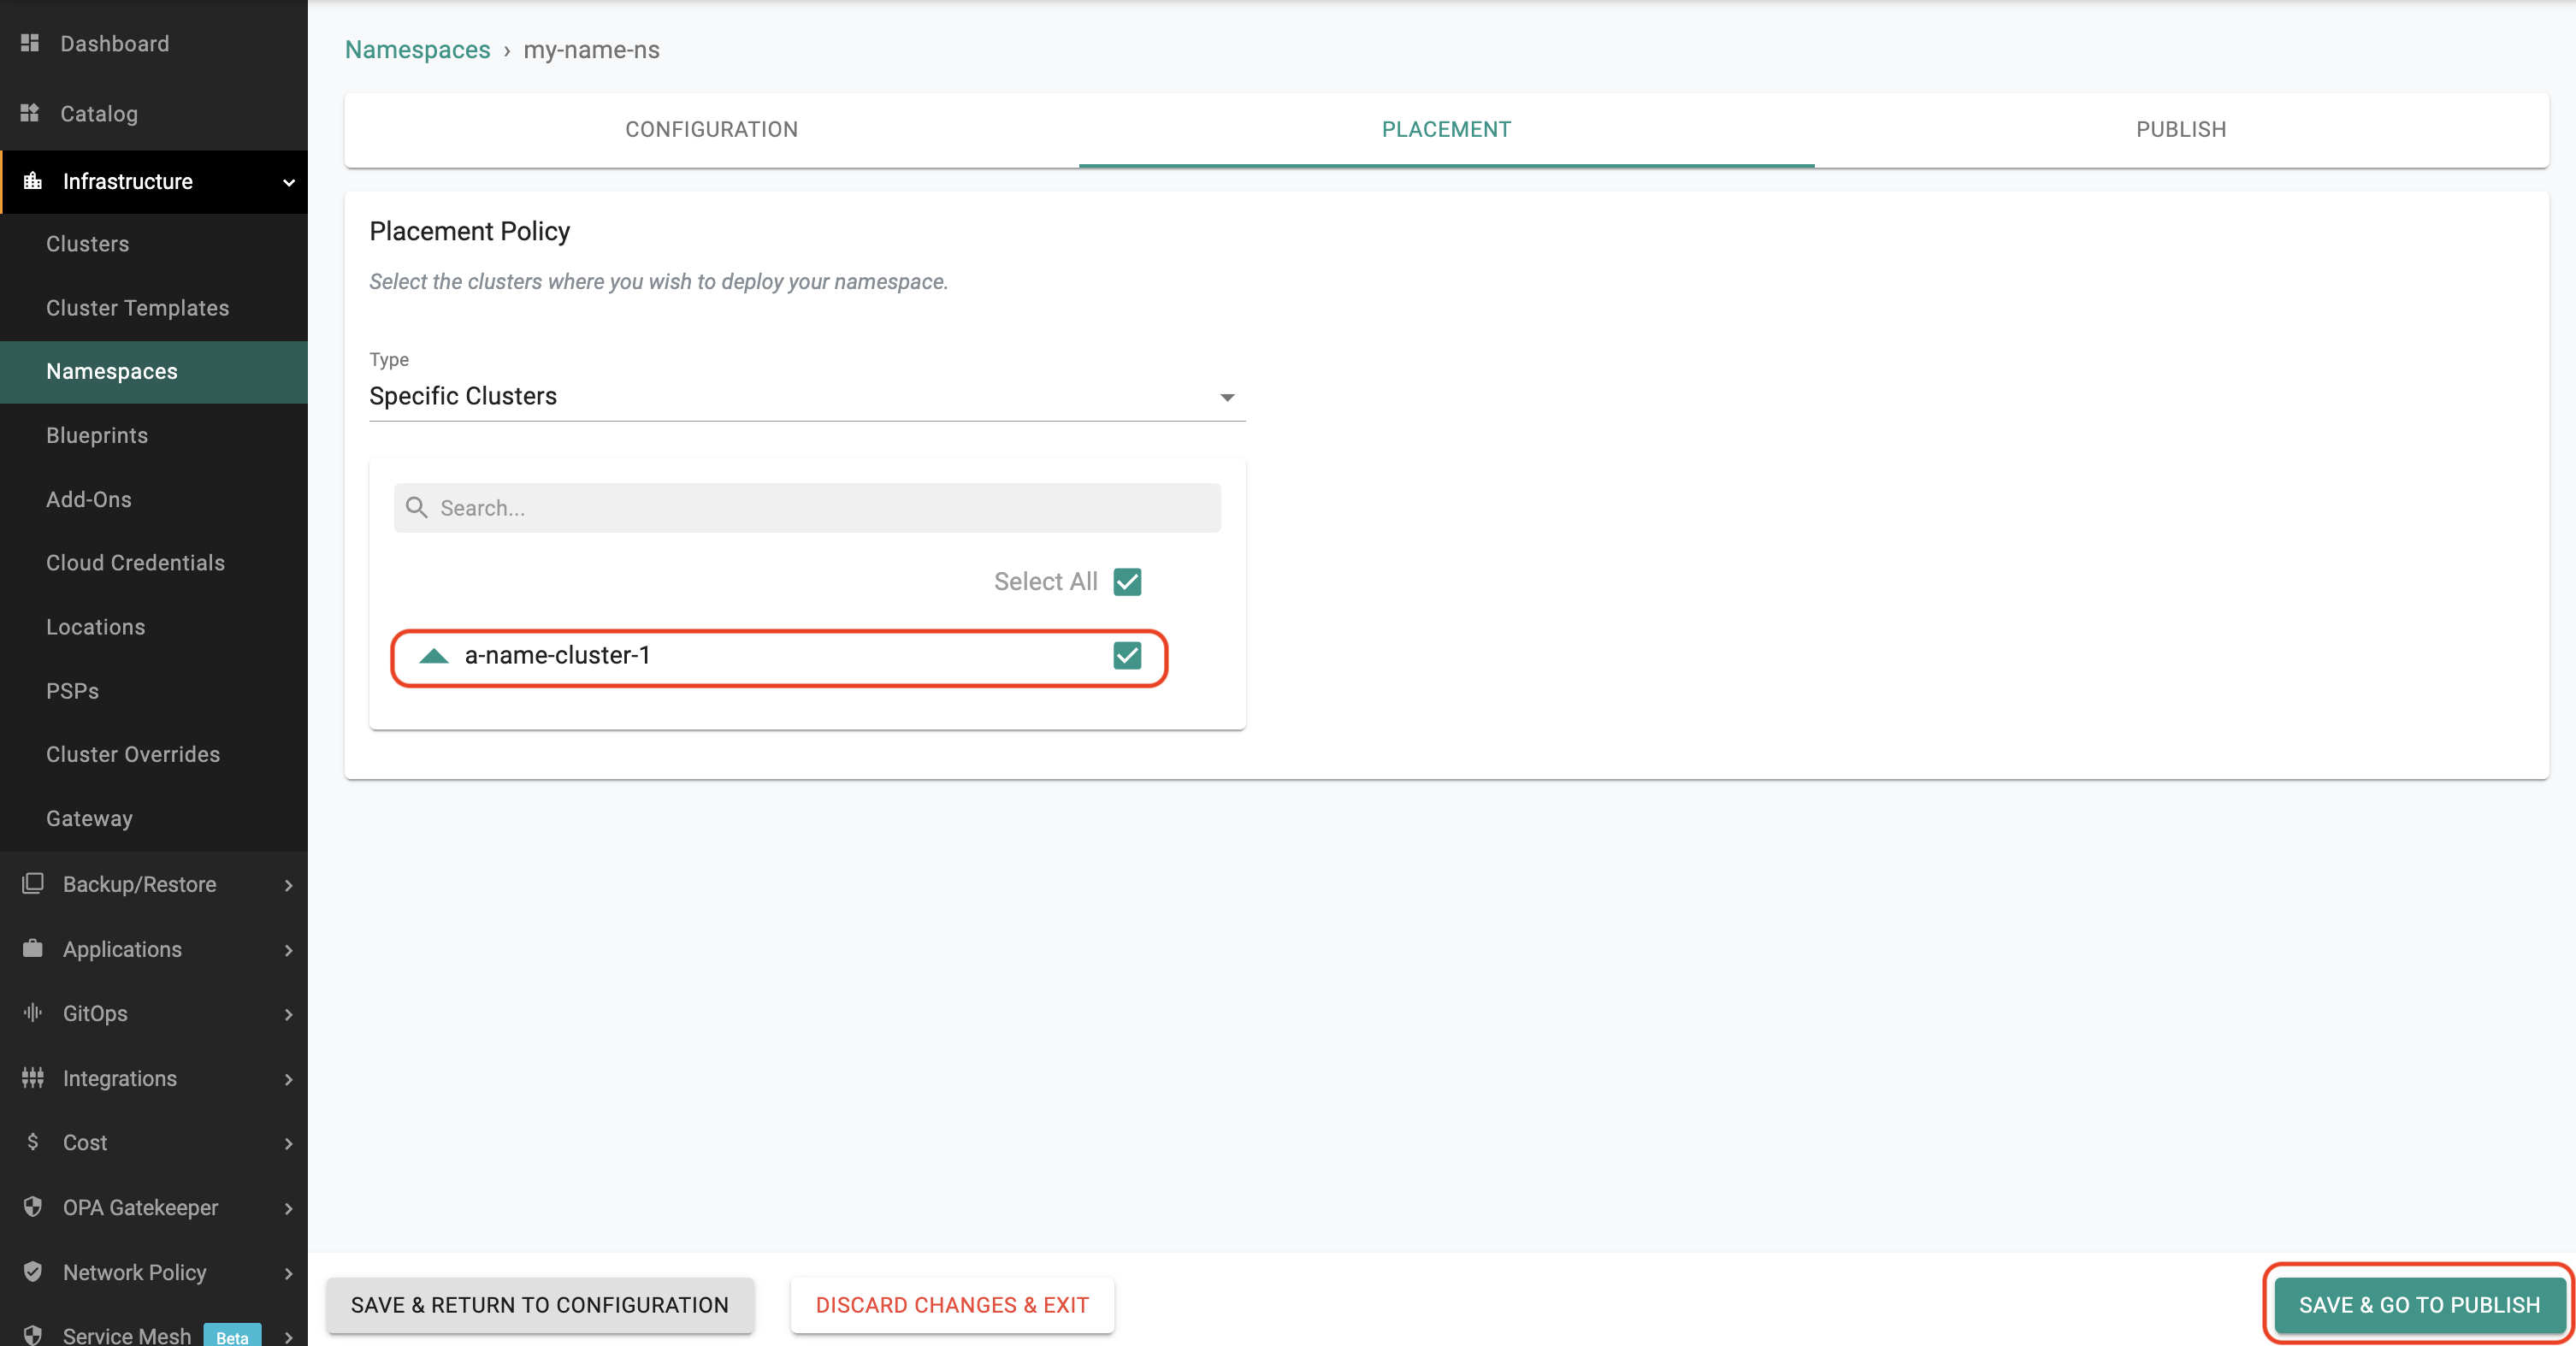 Dashboard
Catalog
Infrastructure
Clusters
Cluster Templates
Namespaces
Blueprints
Add-Ons
Cloud Credentials
Locations
PSPs
Cluster Overrides
Gateway
Backup/Restore
Applications
GitOps
Integrations
Cost
OPA Gatekeeper
Network Policy
Service Mesh Beta
Namespaces › my-name-ns
CONFIGURATION PLACEMENT PUBLISH
Placement Policy
Select the clusters where you wish to deploy your namespace.
Type
Specific Clusters
Search...
Select All
a-name-cluster-1
SAVE & RETURN TO CONFIGURATION DISCARD CHANGES & EXIT SAVE & GO TO PUBLISH